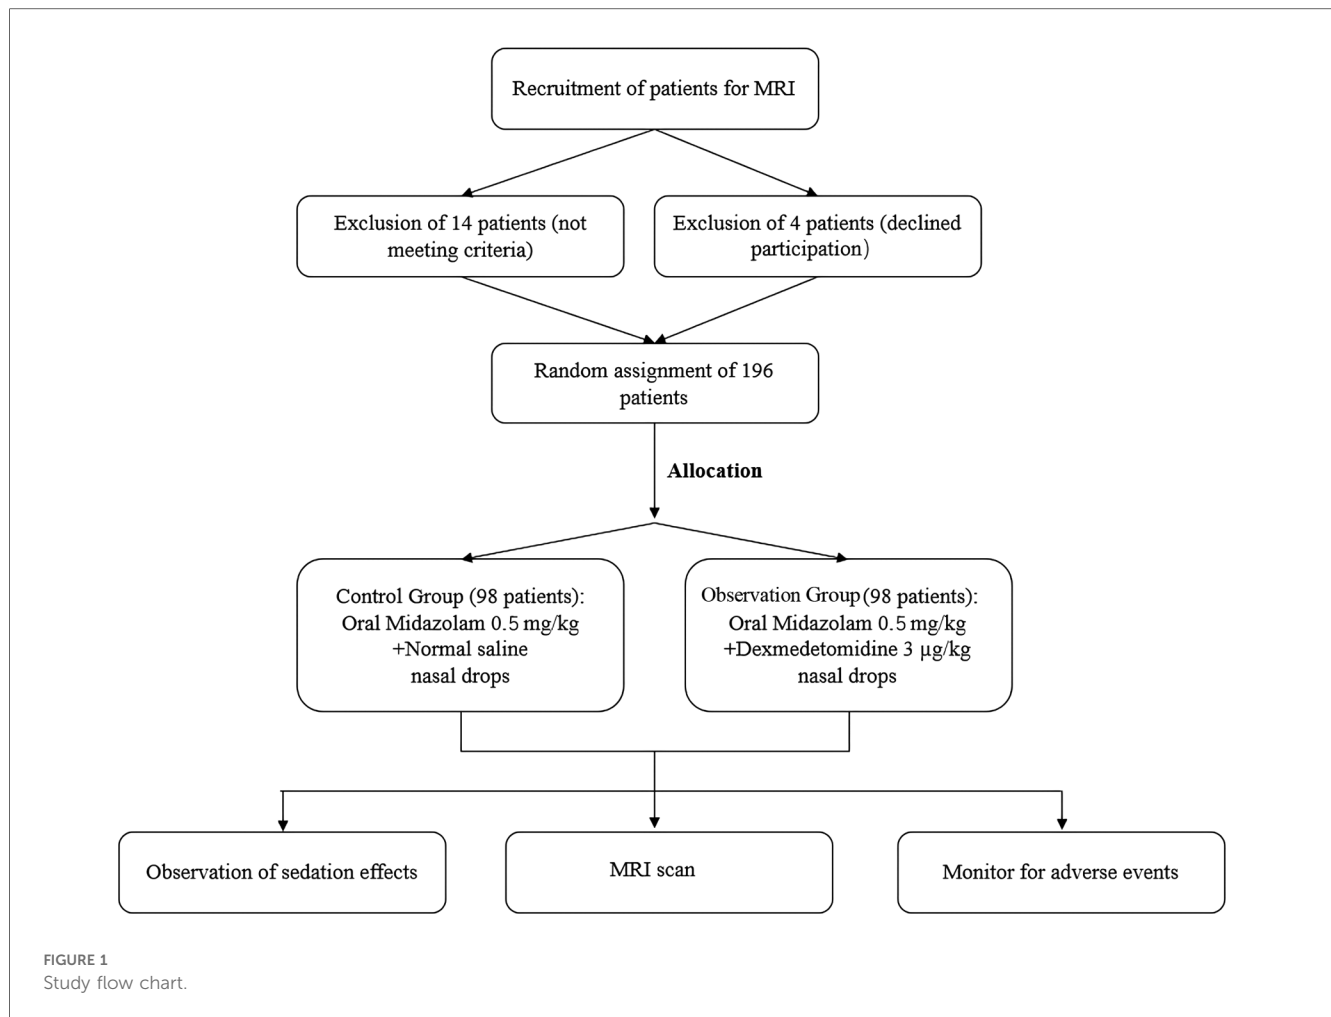 Recruitment of patients for MRI
Exclusion of 14 patients (not
meeting criteria)
Exclusion of 4 patients (declined
participation)
Random assignment of 196
patients
Allocation
Control Group (98 patients):
Oral Midazolam 0.5 mg/kg
+Normal saline
nasal drops
Observation Group (98 patients):
Oral Midazolam 0.5 mg/kg
+Dexmedetomidine 3 μg/kg
nasal drops
Observation of sedation effects
MRI scan
Monitor for adverse events
FIGURE 1
Study flow chart.